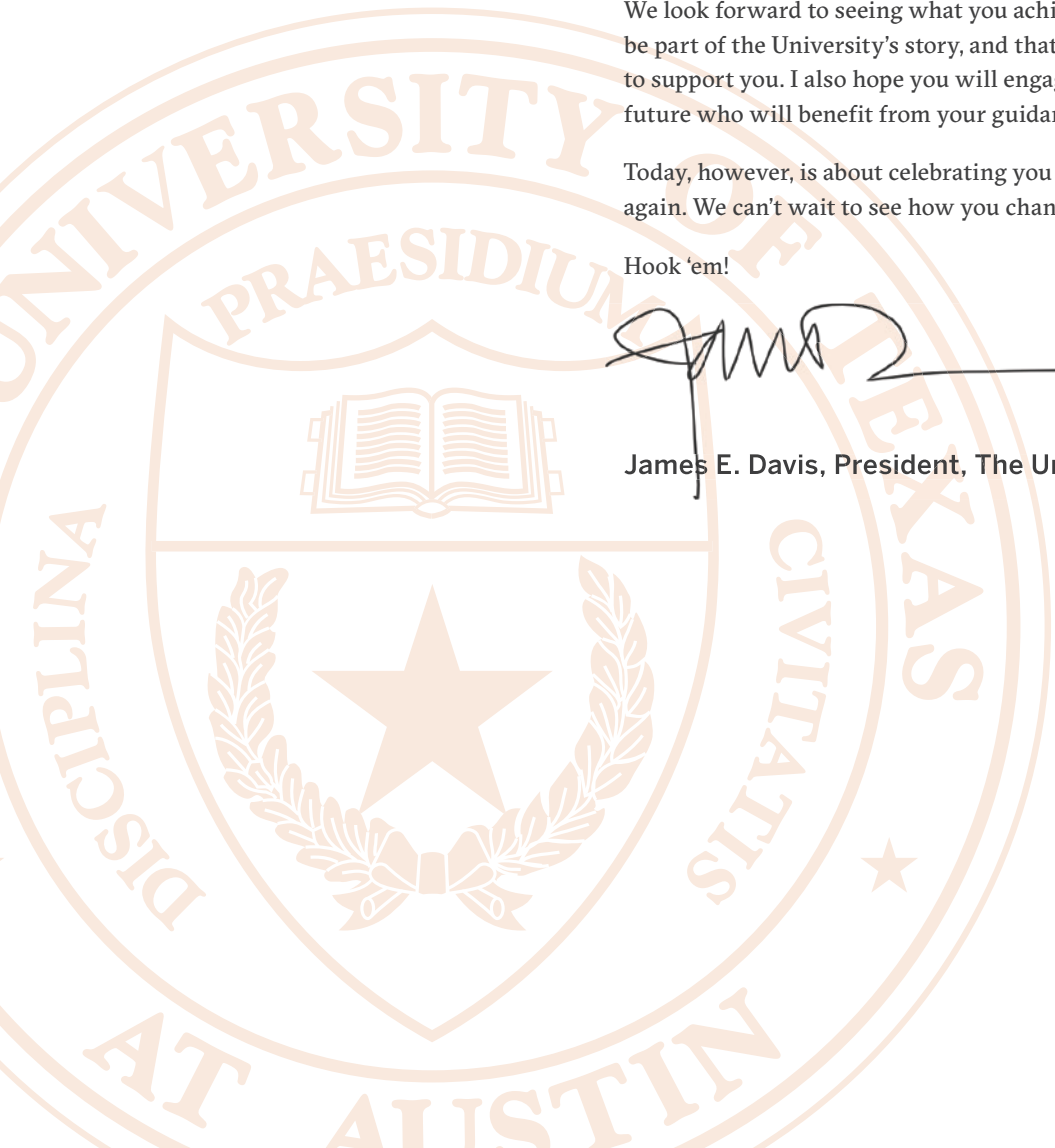 We look forward to seeing what you achi
be part of the University’s story, and that
to support you. I also hope you will enga
future who will benefit from your guida
Today, however, is about celebrating you
again. We can’t wait to see how you chan
Hook ‘em!
James E. Davis, President, The Un
UNIVERSITY OF TEXAS
PRAESIDIUM
DISCIPLINA
CIVITATIS
AT AUSTIN